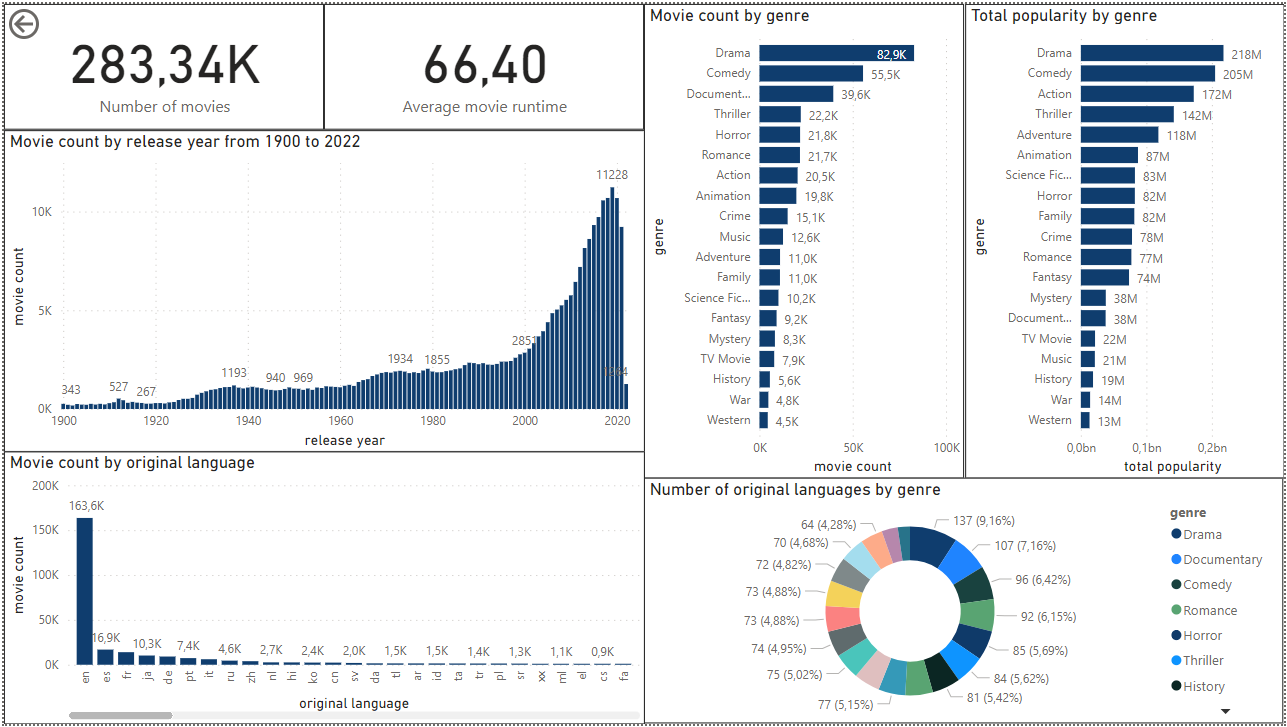 283,34K
Number of movies
66,40
Average movie runtime
Movie count by release year from 1900 to 2022
movie count
10K
5K
0K
343
527
267
1193
940
969
1934
1855
2851
11228
1900
1920
1940
1960
1980
2000
2020
release year
Movie count by original language
movie count
200K
150K
100K
50K
0K
163,6K
16,9K
10,3K
7,4K
4,6K
2,7K
2,4K
2,0K
1,5K
1,5K
1,4K
1,3K
1,1K
0,9K
en
es
fr
ja
de
pt
it
ru
zh
nl
hi
ko
cn
sv
da
tl
ar
id
ta
tr
pl
sr
xx
ml
el
cs
fa
original language
Movie count by genre
genre
Drama 82,9K
Comedy 55,5K
Document... 39,6K
Thriller 22,2K
Horror 21,8K
Romance 21,7K
Action 20,5K
Animation 19,8K
Crime 15,1K
Music 12,6K
Adventure 11,0K
Family 11,0K
Science Fic... 10,2K
Fantasy 9,2K
Mystery 8,3K
TV Movie 7,9K
History 5,6K
War 4,8K
Western 4,5K
0K 50K 100K
movie count
Total popularity by genre
genre
Drama 218M
Comedy 205M
Action 172M
Thriller 142M
Adventure 118M
Animation 87M
Science Fic... 83M
Horror 82M
Family 82M
Crime 78M
Romance 77M
Fantasy 74M
Mystery 38M
Document... 38M
TV Movie 22M
Music 21M
History 19M
War 14M
Western 13M
0,0bn 0,1bn 0,2bn
total popularity
Number of original languages by genre
137 (9,16%)
107 (7,16%)
96 (6,42%)
92 (6,15%)
85 (5,69%)
84 (5,62%)
81 (5,42%)
77 (5,15%)
75 (5,02%)
74 (4,95%)
73 (4,88%)
73 (4,88%)
72 (4,82%)
70 (4,68%)
64 (4,28%)
genre
Drama
Documentary
Comedy
Romance
Horror
Thriller
History